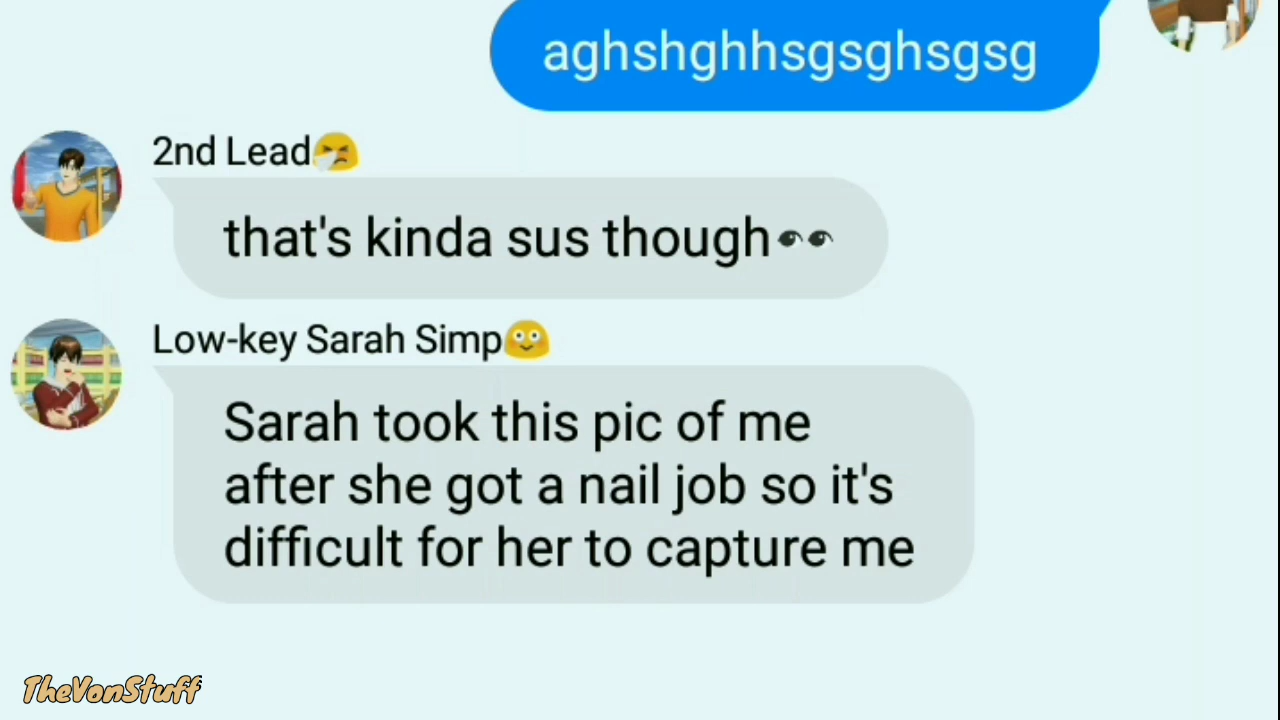 aghshghhsgsghsgsg
2nd Lead😤
that's kinda sus though👀
Low-key Sarah Simp🙄
Sarah took this pic of me
after she got a nail job so it's
difficult for her to capture me
TheVonStuff